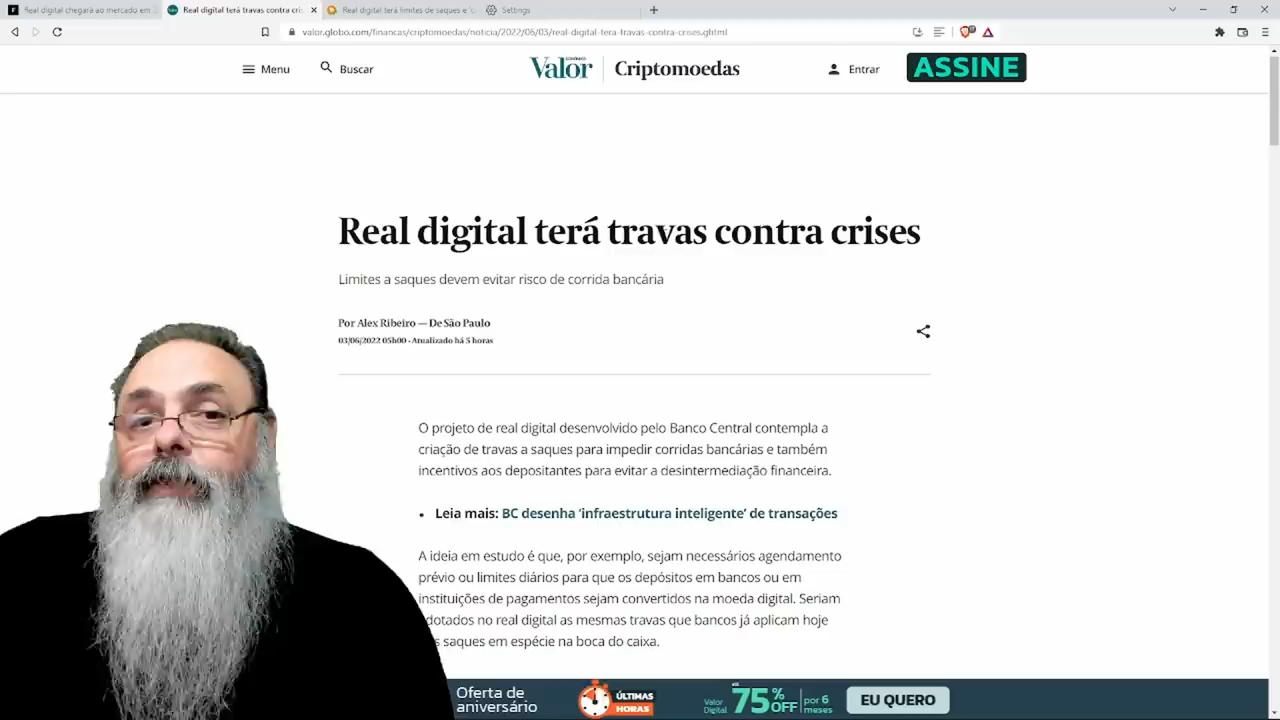 Real digital chegará ao mercado em 2
Real digital terá travas contra cris
Real digital terá limites de saques e 'c
Settings
valor.globo.com/financas/criptomoedas/noticia/2022/06/03/real-digital-tera-travas-contra-crises.ghtml
Menu
Buscar
Valor
ECONÔMICO
Criptomoedas
Entrar
ASSINE
Real digital terá travas contra crises
Limites a saques devem evitar risco de corrida bancária
Por Alex Ribeiro — De São Paulo
03/06/2022 05h00 · Atualizado há 5 horas
O projeto de real digital desenvolvido pelo Banco Central contempla a
criação de travas a saques para impedir corridas bancárias e também
incentivos aos depositantes para evitar a desintermediação financeira.
• Leia mais: BC desenha ‘infraestrutura inteligente’ de transações
A ideia em estudo é que, por exemplo, sejam necessários agendamento
prévio ou limites diários para que os depósitos em bancos ou em
instituições de pagamentos sejam convertidos na moeda digital. Seriam
dotados no real digital as mesmas travas que bancos já aplicam hoje
saques em espécie na boca do caixa.
Oferta de
aniversário
ÚLTIMAS
HORAS
Valor
Digital
até
75%
OFF
por 6
meses
EU QUERO